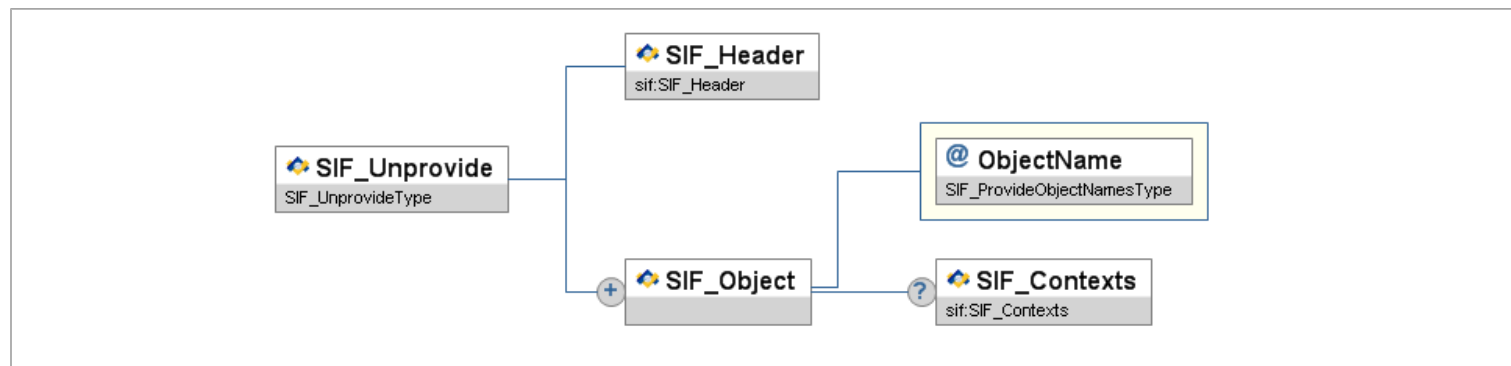 SIF_Header
sif:SIF_Header
@ ObjectName
SIF_ProvideObjectNamesType
SIF_Unprovide
SIF_UnprovideType
+ SIF_Object
? SIF_Contexts
sif:SIF_Contexts